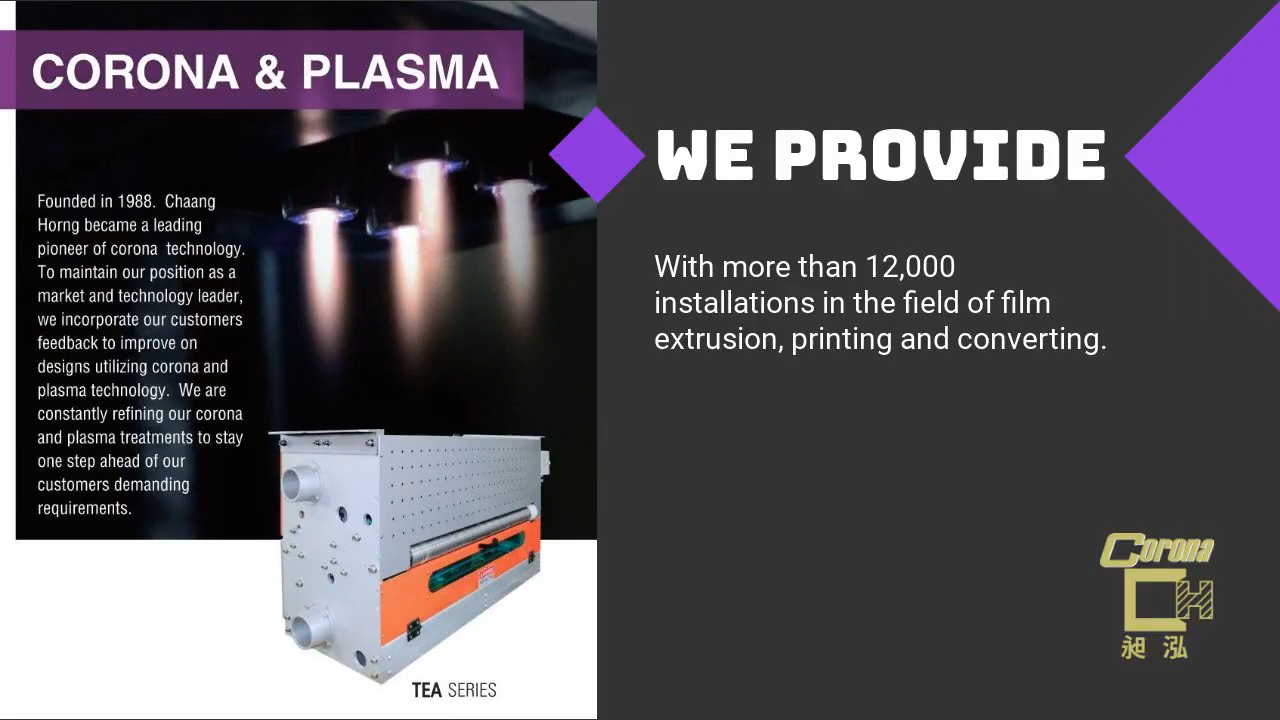 CORONA & PLASMA
Founded in 1988. Chaang
Horng became a leading
pioneer of corona technology.
To maintain our position as a
market and technology leader,
we incorporate our customers
feedback to improve on
designs utilizing corona and
plasma technology. We are
constantly refining our corona
and plasma treatments to stay
one step ahead of our
customers demanding
requirements.
TEA SERIES
WE PROVIDE
With more than 12,000
installations in the field of film
extrusion, printing and converting.
Corona
CH
昶 泓